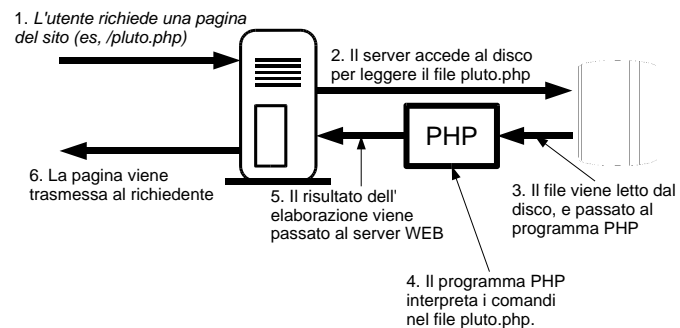 1. L'utente richiede una pagina
del sito (es, /pluto.php)
2. Il server accede al disco
per leggere il file pluto.php
PHP
6. La pagina viene
trasmessa al richiedente
5. Il risultato dell'
elaborazione viene
passato al server WEB
3. Il file viene letto dal
disco, e passato al
programma PHP
4. Il programma PHP
interpreta i comandi
nel file pluto.php.